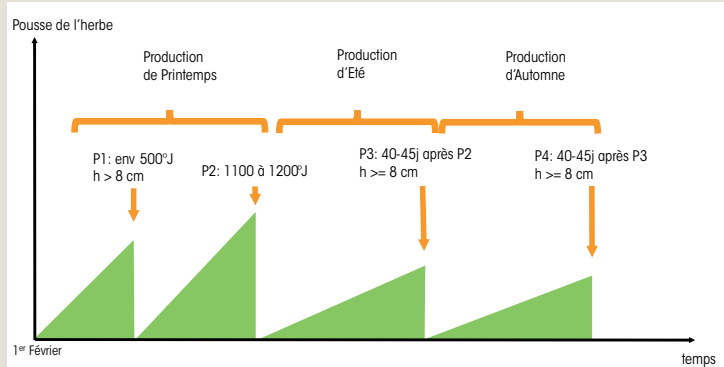 Pousse de l'herbe
Production
de Printemps
Production
d'Eté
Production
d'Automne
P1: env 500°J
h > 8 cm
P2: 1100 à 1200°J
P3: 40-45j après P2
h >= 8 cm
P4: 40-45j après P3
h >= 8 cm
1er Février
temps